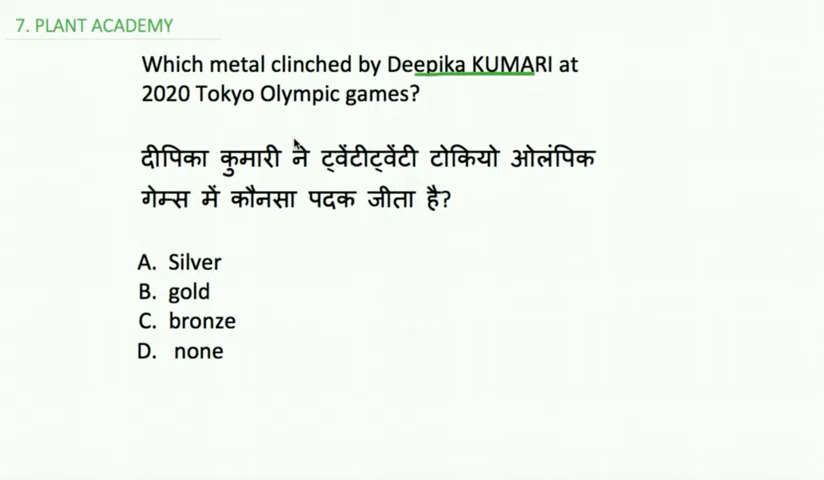 7. PLANT ACADEMY
Which metal clinched by Deepika KUMARI at
2020 Tokyo Olympic games?
दीपिका कुमारी ने ट्वेंटीट्वेंटी टोकियो ओलंपिक
गेम्स में कौनसा पदक जीता है?
A. Silver
B. gold
C. bronze
D. none